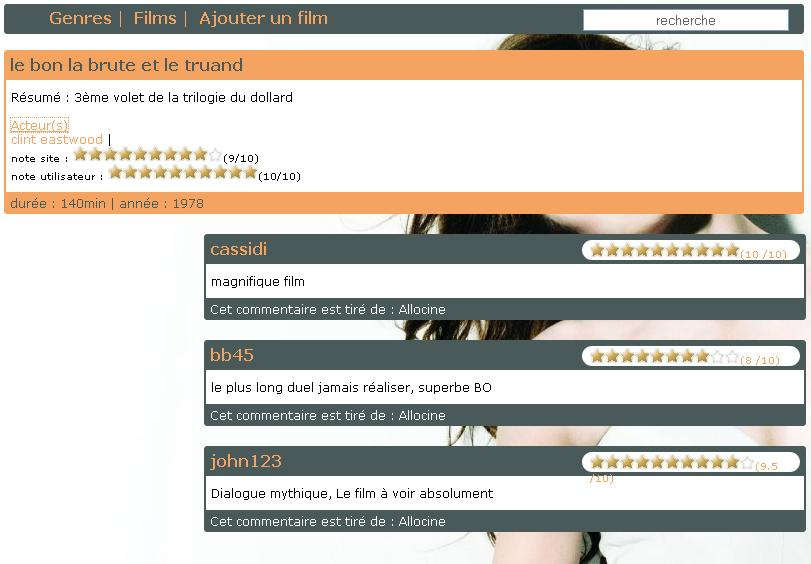 Genres | Films | Ajouter un film recherche
le bon la brute et le truand
Résumé : 3ème volet de la trilogie du dollard
Acteur(s)
clint eastwood |
note site : (9/10)
note utilisateur : (10/10)
durée : 140min | année : 1978
cassidi (10 /10)
magnifique film
Cet commentaire est tiré de : Allocine
bb45 (8 /10)
le plus long duel jamais réaliser, superbe BO
Cet commentaire est tiré de : Allocine
john123 (9.5
/10)
Dialogue mythique, Le film à voir absolument
Cet commentaire est tiré de : Allocine